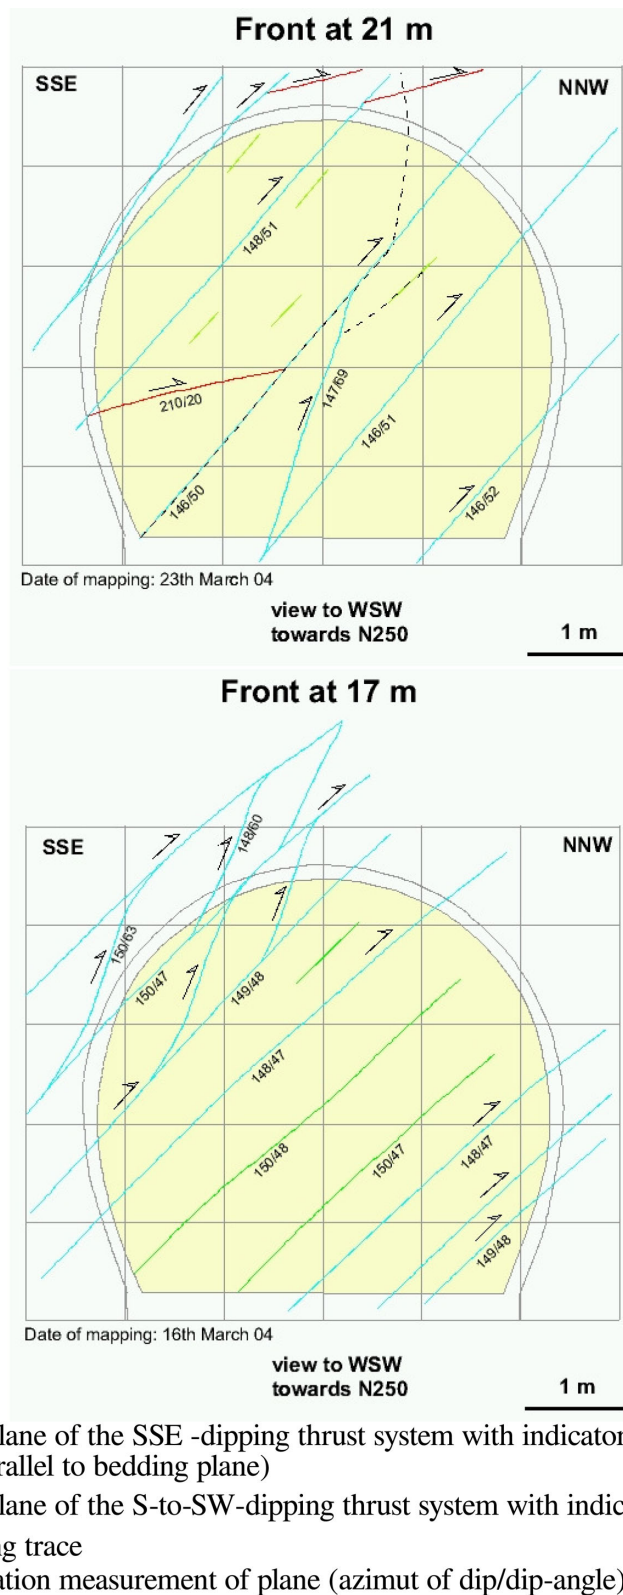 Front at 21 m
SSE
NNW
148/51
147/69
210/20
146/51
146/50
146/52
Date of mapping: 23th March 04
view to WSW
towards N250
1 m
Front at 17 m
148/60
SSE
NNW
150/63
150/47
149/48
148/47
150/48
150/47
148/47
149/48
Date of mapping: 16th March 04
view to WSW
towards N250
1 m
lane of the SSE -dipping thrust system with indicator
rallel to bedding plane)
lane of the S-to-SW-dipping thrust system with indic
ng trace
ation measurement of plane (azimut of dip/dip-angle)